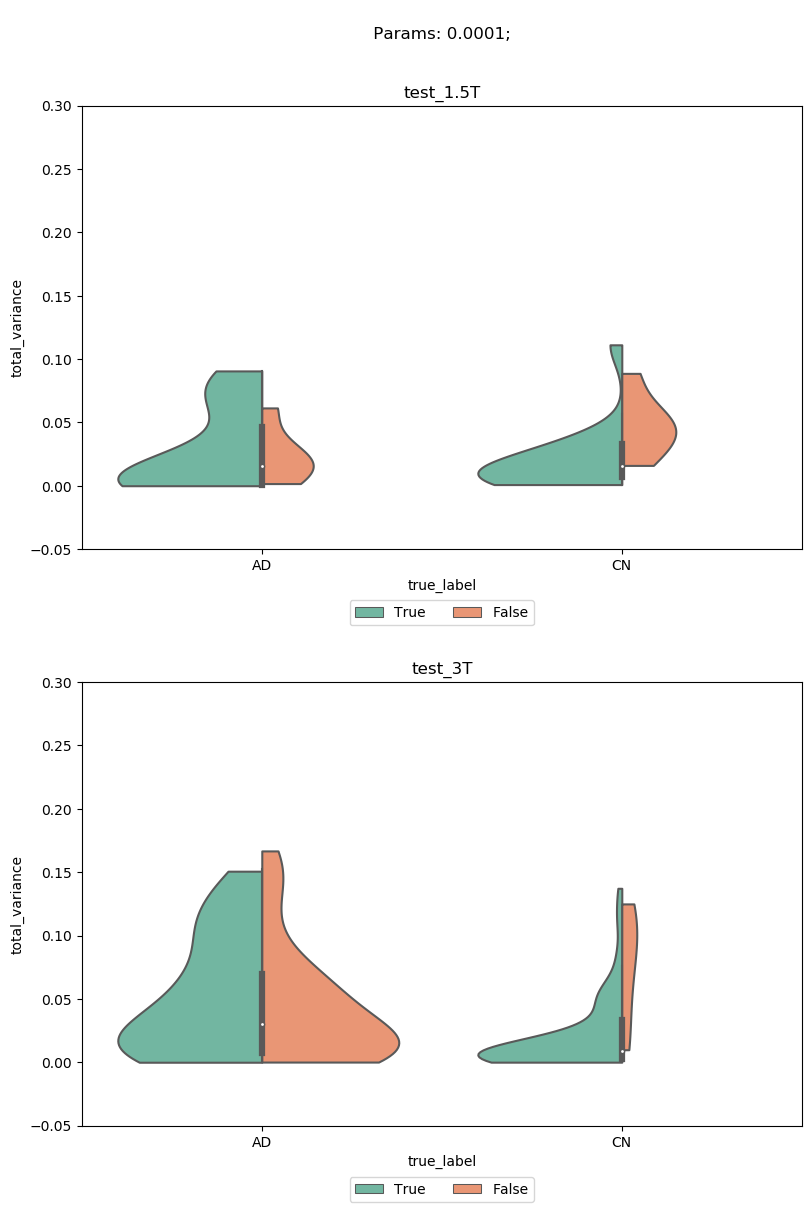 Params: 0.0001;
test_1.5T
0.30
0.25
0.20
0.15
0.10
0.05
0.00
−0.05
total_variance
AD
CN
true_label
True
False
test_3T
0.30
0.25
0.20
0.15
0.10
0.05
0.00
−0.05
total_variance
AD
CN
true_label
True
False